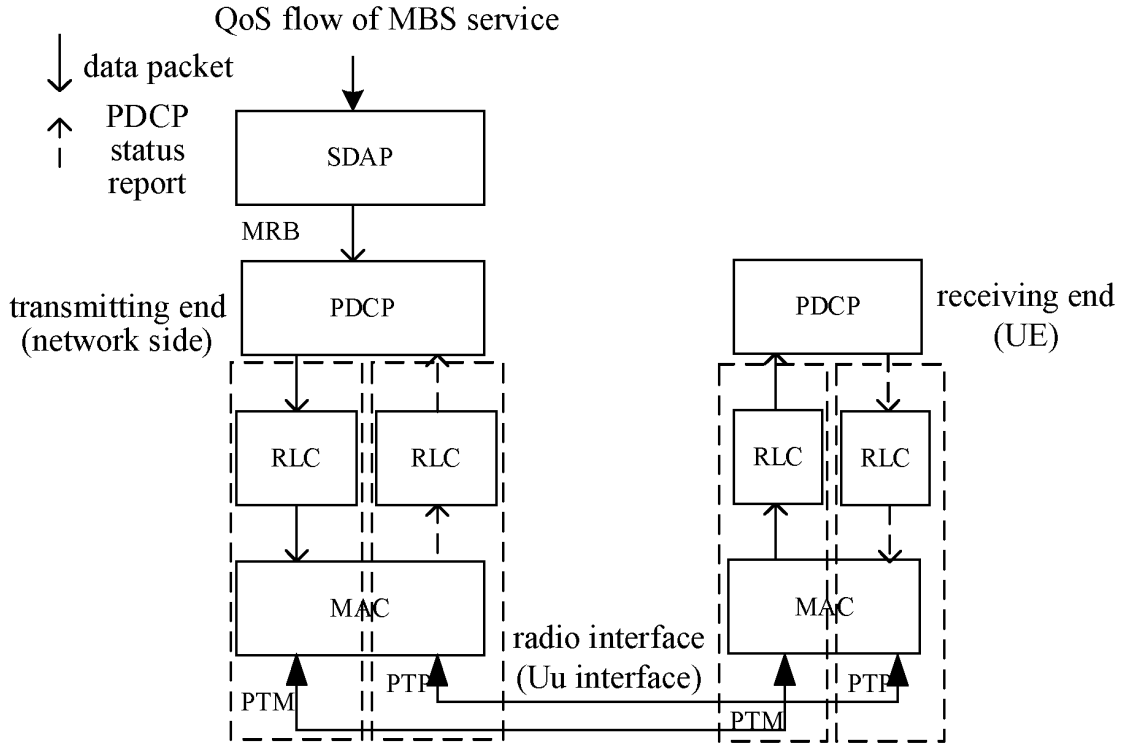 QoS flow of MBS service
data packet
PDCP
status
report
SDAP
MRB
transmitting end
(network side)
PDCP
PDCP
receiving end
(UE)
RLC
RLC
RLC
RLC
MAC
MAC
radio interface
(Uu interface)
PTM
PTP
PTM
PTP